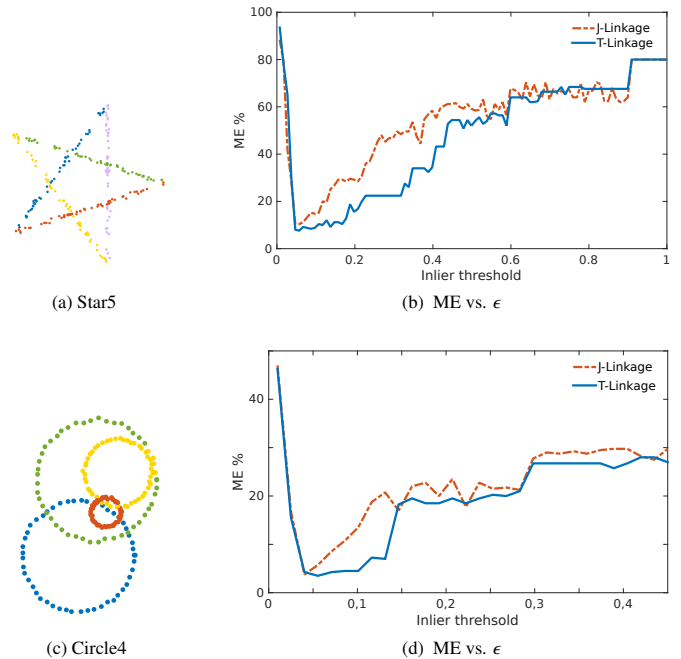 100
80
60
40
20
0
ME %
0 0.2 0.4 0.6 0.8 1
Inlier threshold
J-Linkage
T-Linkage
(a) Star5
(b) ME vs. ϵ
40
20
0
ME %
0 0,1 0,2 0,3 0,4
Inlier threhsold
J-Linkage
T-Linkage
(c) Circle4
(d) ME vs. ϵ